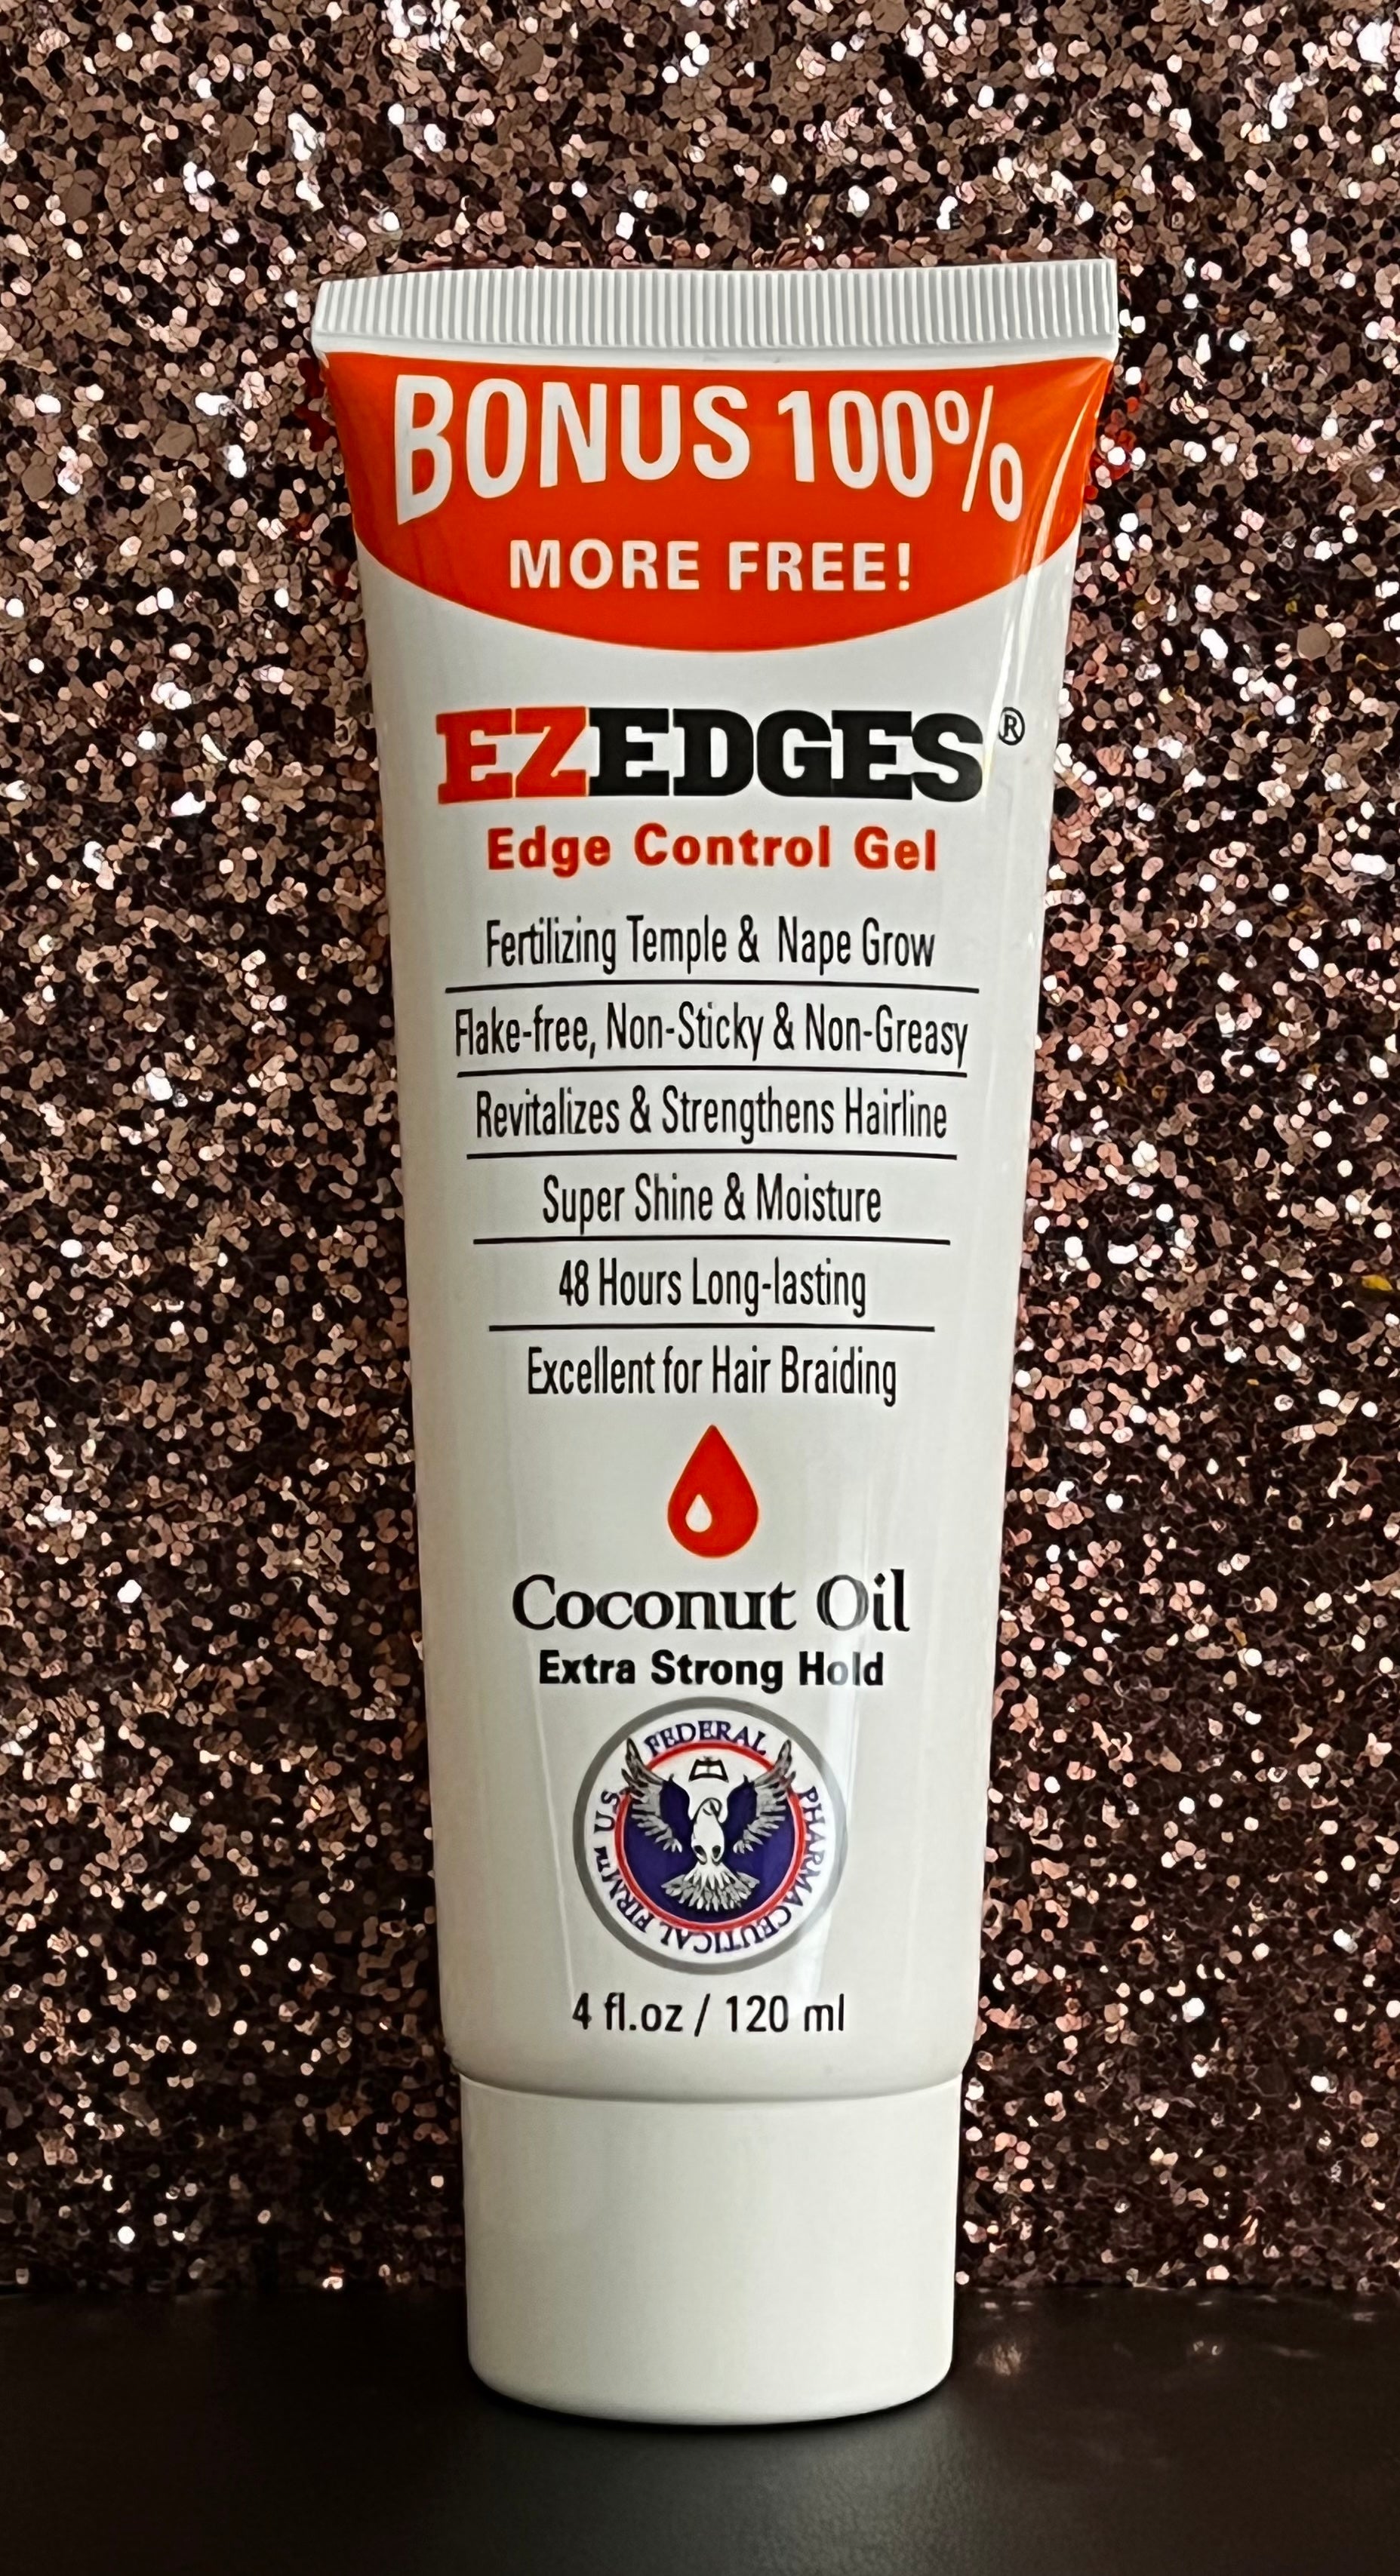 BONUS 100%
MORE FREE!
EZEDGES®
Edge Control Gel
Fertilizing Temple & Nape Grow
Flake-free, Non-Sticky & Non-Greasy
Revitalizes & Strengthens Hairline
Super Shine & Moisture
48 Hours Long-lasting
Excellent for Hair Braiding
Coconut Oil
Extra Strong Hold
U.S FEDERAL PHARMACEUTICAL FIRM™
4 fl.oz / 120 ml